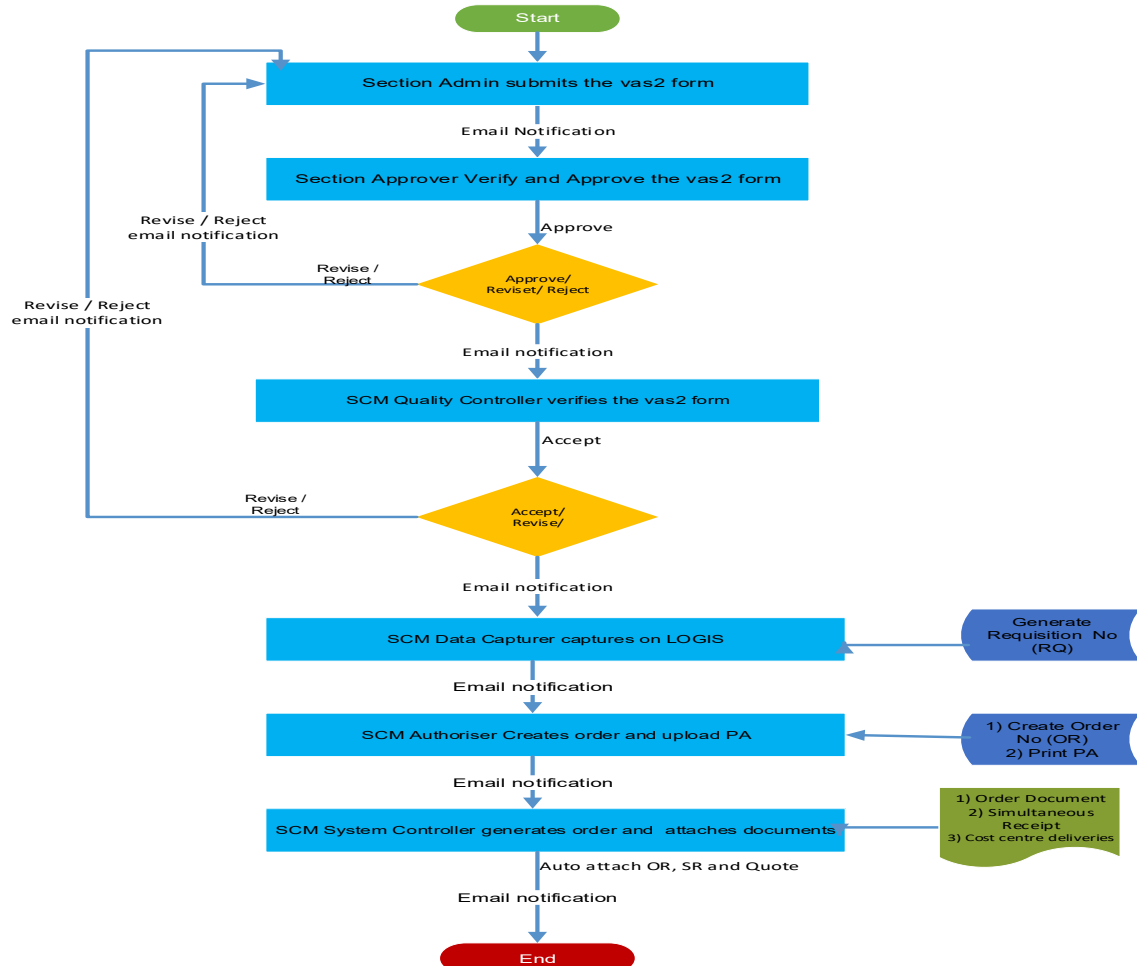 Start
Section Admin submits the vas2 form
Email Notification
Section Approver Verify and Approve the vas2 form
Revise / Reject
email notification
Approve
Revise /
Reject
Approve/
Reviset/ Reject
Revise / Reject
email notification
Email notification
SCM Quality Controller verifies the vas2 form
Accept
Revise /
Reject
Accept/
Revise/
Email notification
SCM Data Capturer captures on LOGIS
Generate
Requisition No
(RQ)
Email notification
SCM Authoriser Creates order and upload PA
1) Create Order
No (OR)
2) Print PA
Email notification
SCM System Controller generates order and attaches documents
1) Order Document
2) Simultaneous
Receipt
3) Cost centre deliveries
Auto attach OR, SR and Quote
Email notification
End